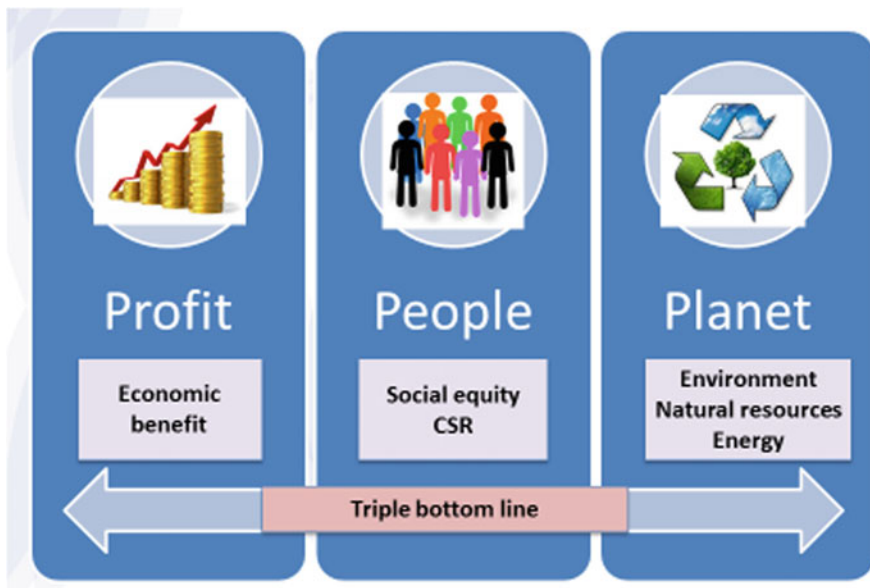 Profit
Economic
benefit
People
Social equity
CSR
Planet
Environment
Natural resources
Energy
Triple bottom line